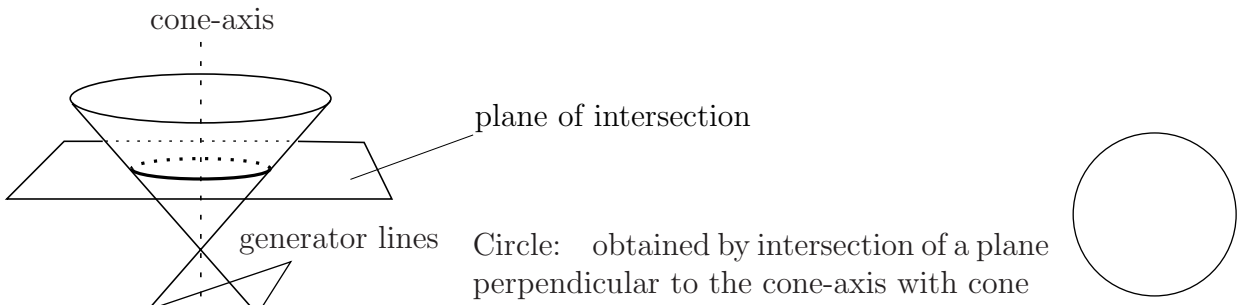 cone-axis
plane of intersection
generator lines
Circle: obtained by intersection of a plane
perpendicular to the cone-axis with cone